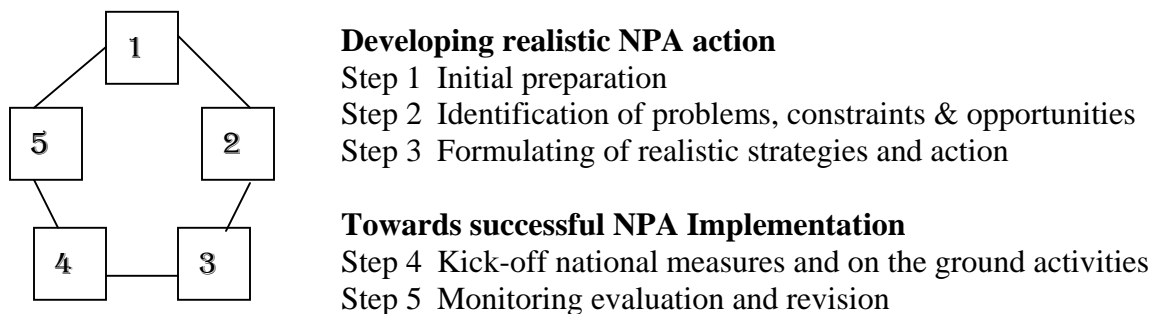 1
5
2
4
3
Developing realistic NPA action
Step 1 Initial preparation
Step 2 Identification of problems, constraints & opportunities
Step 3 Formulating of realistic strategies and action
Towards successful NPA Implementation
Step 4 Kick-off national measures and on the ground activities
Step 5 Monitoring evaluation and revision